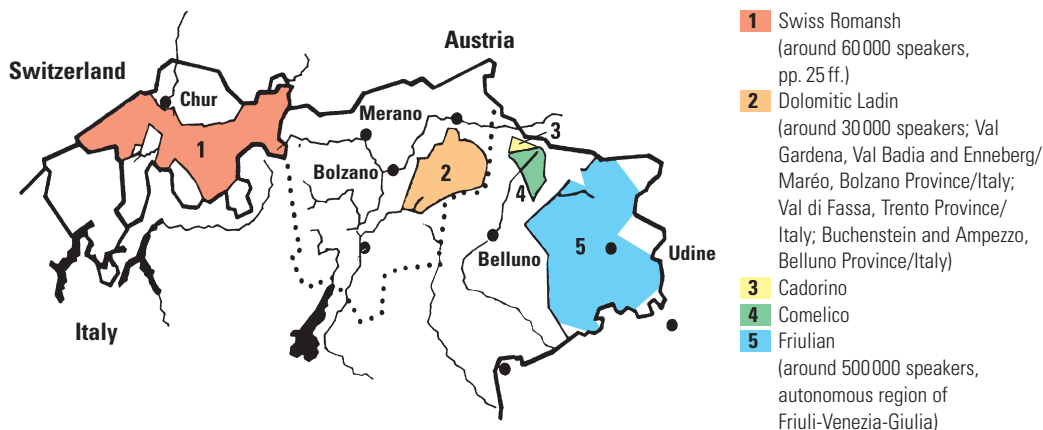 Austria
Switzerland
Chur
Merano
3
1
Bolzano
2
4
Belluno
5
Udine
Italy
1 Swiss Romansh
(around 60 000 speakers,
pp. 25 ff.)
2 Dolomitic Ladin
(around 30 000 speakers; Val
Gardena, Val Badia and Enneberg/
Maréo, Bolzano Province/Italy;
Val di Fassa, Trento Province/
Italy; Buchenstein and Ampezzo,
Belluno Province/Italy)
3 Cadorino
4 Comelico
5 Friulian
(around 500 000 speakers,
autonomous region of
Friuli-Venezia-Giulia)